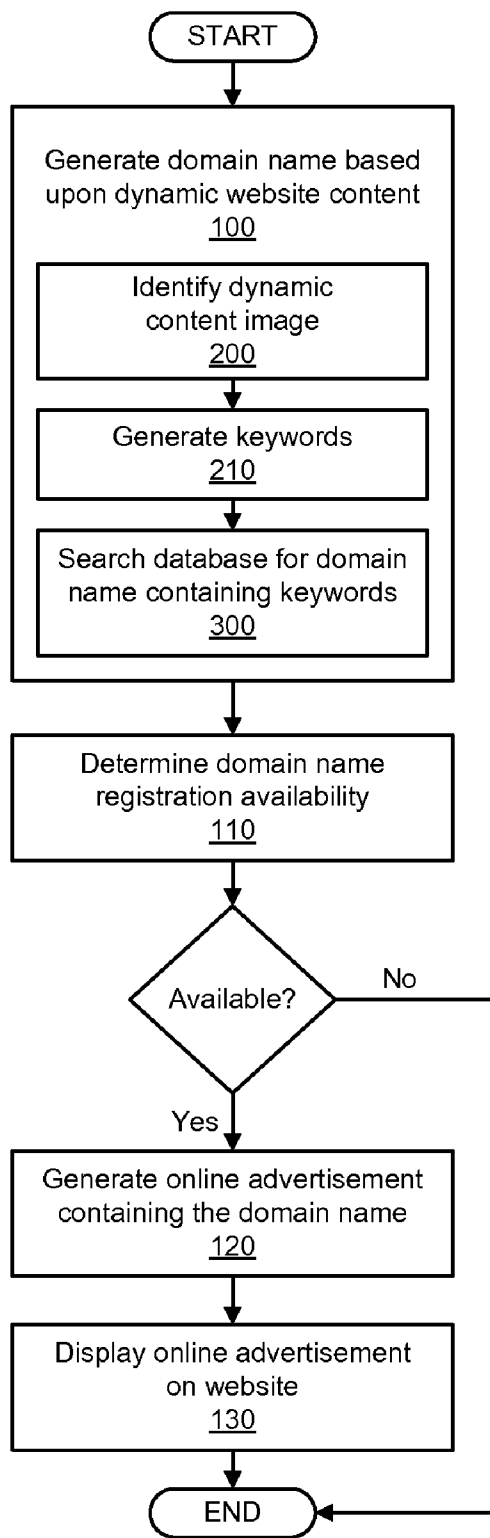 START
Generate domain name based
upon dynamic website content
100
Identify dynamic
content image
200
Generate keywords
210
Search database for domain
name containing keywords
300
Determine domain name
registration availability
110
Available?
No
Yes
Generate online advertisement
containing the domain name
120
Display online advertisement
on website
130
END